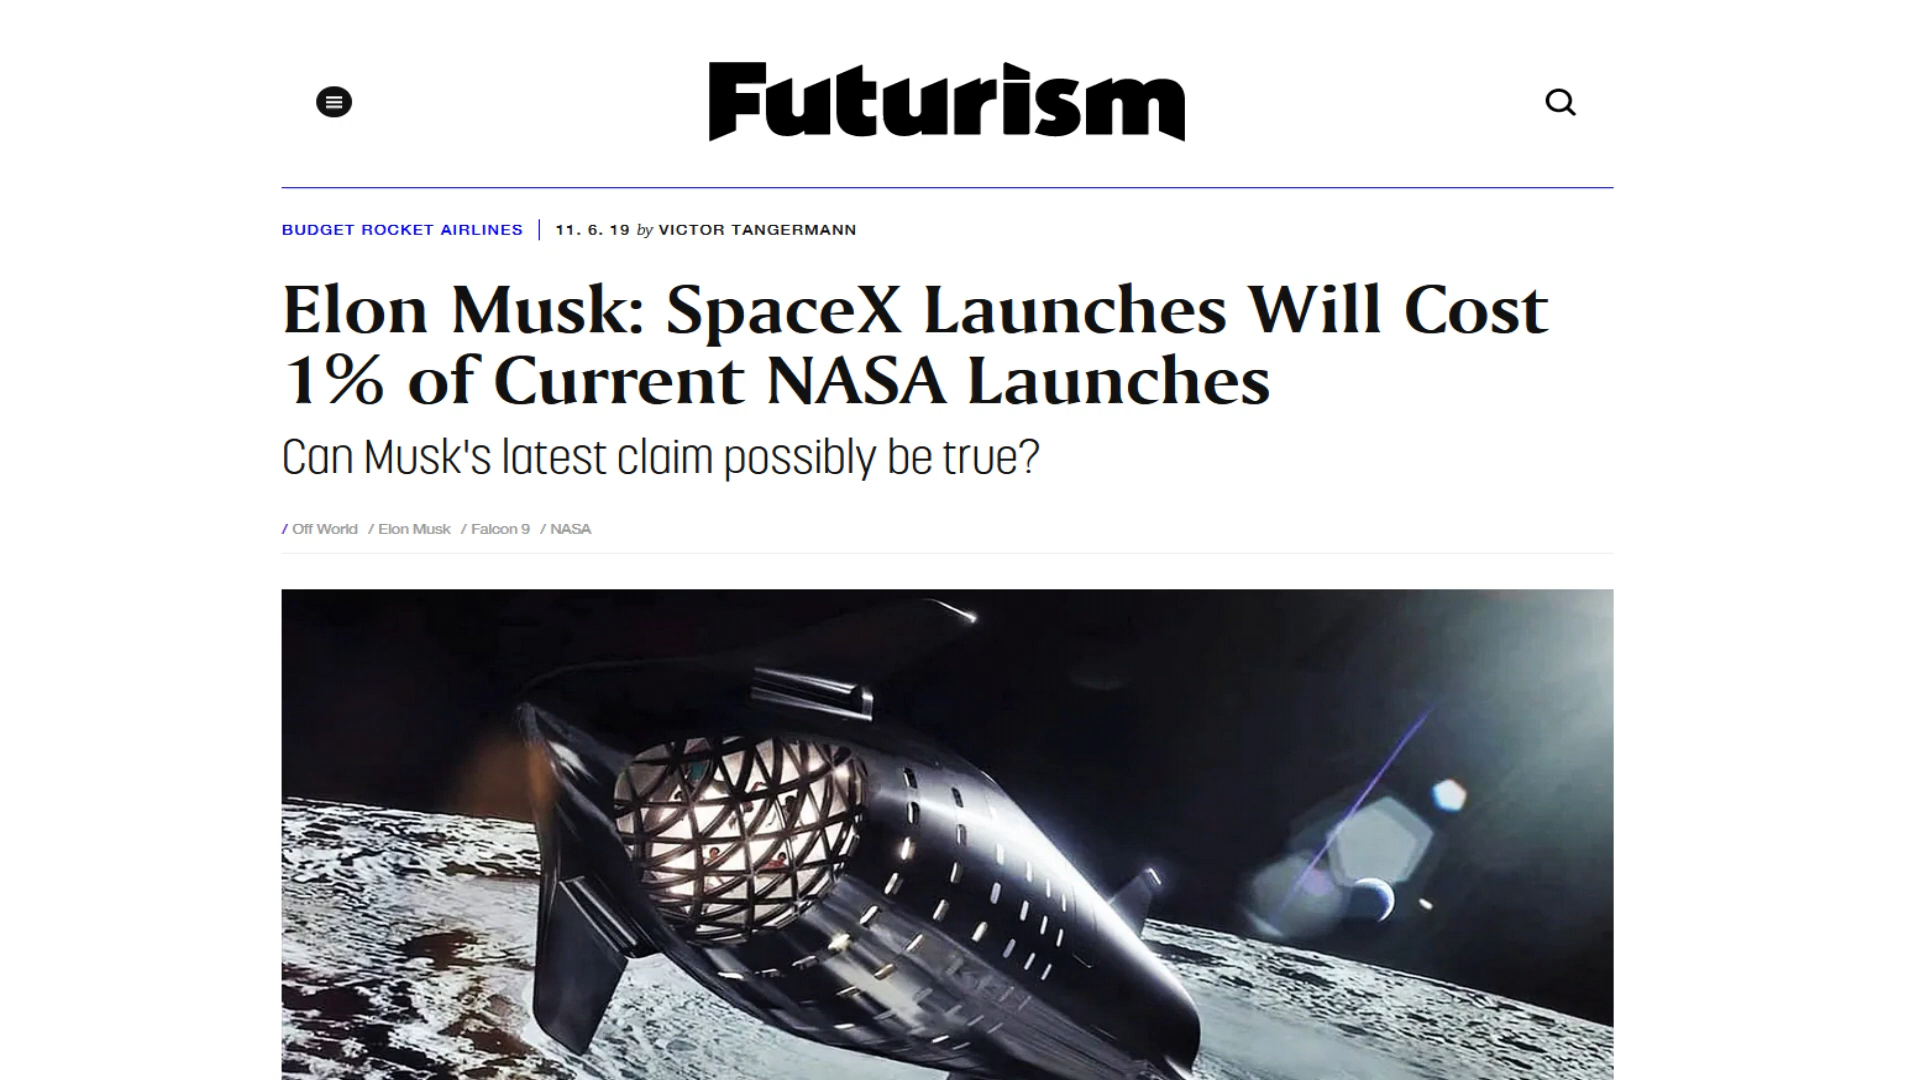 Futurism
BUDGET ROCKET AIRLINES | 11. 6. 19 by VICTOR TANGERMANN
Elon Musk: SpaceX Launches Will Cost
1% of Current NASA Launches
Can Musk's latest claim possibly be true?
/ Off World / Elon Musk / Falcon 9 / NASA